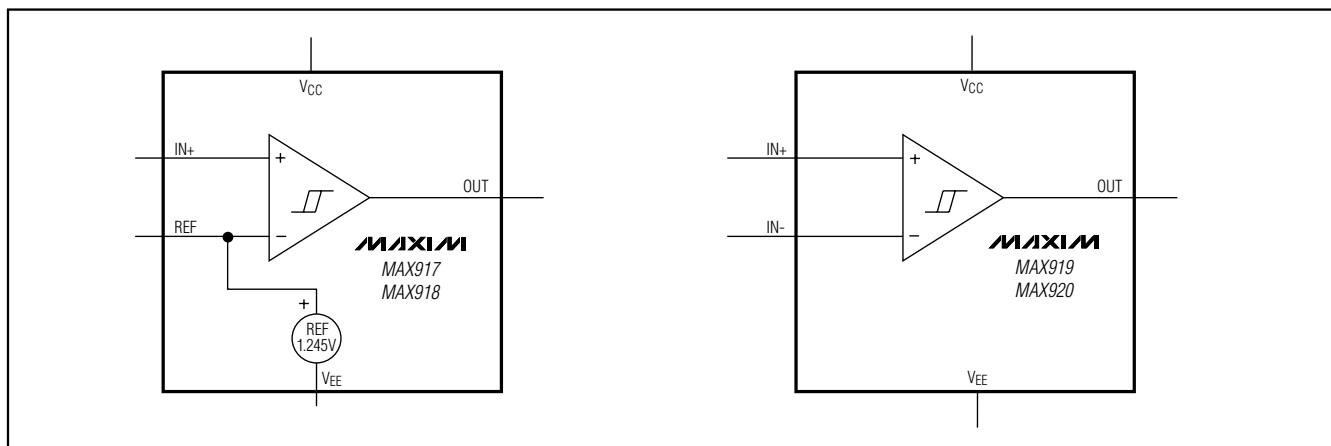 VCC
IN+
+
OUT
REF
−
MAXIM
MAX917
MAX918
+
REF
1.245V
VEE
VCC
IN+
+
OUT
IN-
−
MAXIM
MAX919
MAX920
VEE